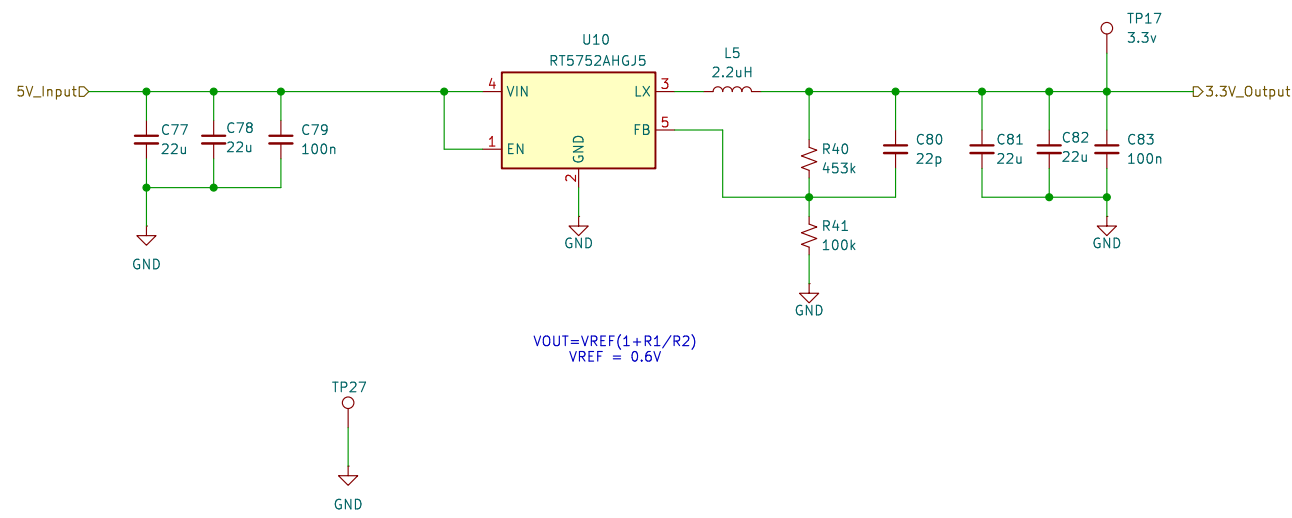 TP17
3.3v
U10
RT5752AHGJ5
L5
2.2uH
5V_Input
4
VIN
LX
3
3.3V_Output
C77
22u
C78
22u
C79
100n
FB
5
1
EN
GND
2
R40
453k
C80
22p
C81
22u
C82
22u
C83
100n
R41
100k
GND
GND
GND
GND
VOUT=VREF(1+R1/R2)
VREF = 0.6V
TP27
GND